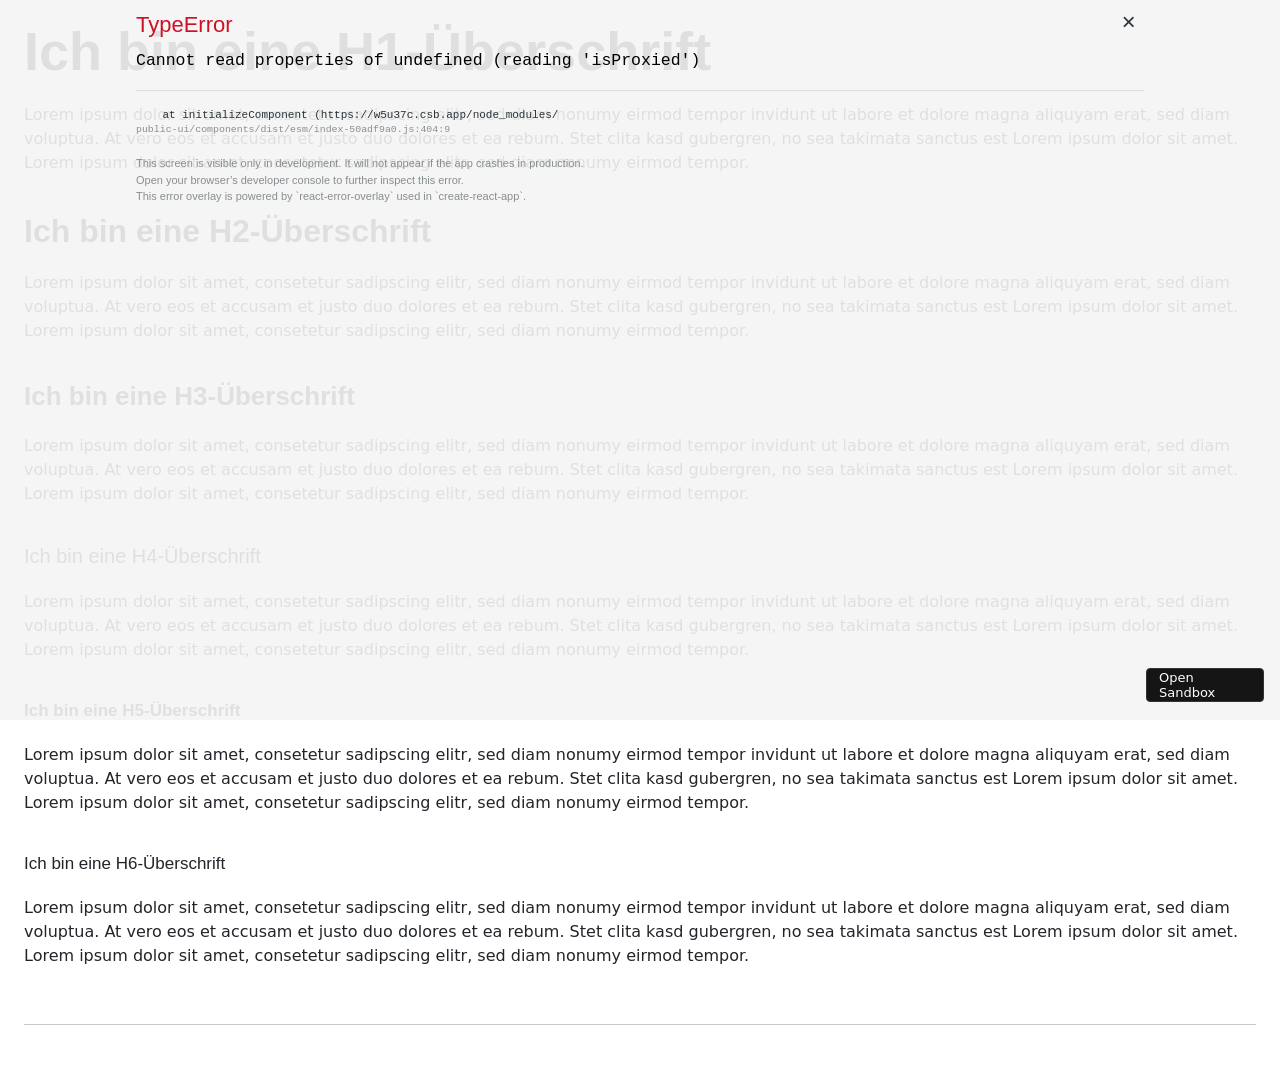 TypeError
×
Ich bin eine H1-Überschrift
Cannot read properties of undefined (reading 'isProxied')
at initializeComponent (https://w5u37c.csb.app/node_modules/
public-ui/components/dist/esm/index-50adf9a0.js:404:9
Lorem ipsum dolor sit amet, consetetur sadipscing elitr, sed diam nonumy eirmod tempor invidunt ut labore et dolore magna aliquyam erat, sed diam
voluptua. At vero eos et accusam et justo duo dolores et ea rebum. Stet clita kasd gubergren, no sea takimata sanctus est Lorem ipsum dolor sit amet.
Lorem ipsum dolor sit amet, consetetur sadipscing elitr, sed diam nonumy eirmod tempor.
This screen is visible only in development. It will not appear if the app crashes in production.
Open your browser’s developer console to further inspect this error.
This error overlay is powered by `react-error-overlay` used in `create-react-app`.
Ich bin eine H2-Überschrift
Lorem ipsum dolor sit amet, consetetur sadipscing elitr, sed diam nonumy eirmod tempor invidunt ut labore et dolore magna aliquyam erat, sed diam
voluptua. At vero eos et accusam et justo duo dolores et ea rebum. Stet clita kasd gubergren, no sea takimata sanctus est Lorem ipsum dolor sit amet.
Lorem ipsum dolor sit amet, consetetur sadipscing elitr, sed diam nonumy eirmod tempor.
Ich bin eine H3-Überschrift
Lorem ipsum dolor sit amet, consetetur sadipscing elitr, sed diam nonumy eirmod tempor invidunt ut labore et dolore magna aliquyam erat, sed diam
voluptua. At vero eos et accusam et justo duo dolores et ea rebum. Stet clita kasd gubergren, no sea takimata sanctus est Lorem ipsum dolor sit amet.
Lorem ipsum dolor sit amet, consetetur sadipscing elitr, sed diam nonumy eirmod tempor.
Ich bin eine H4-Überschrift
Lorem ipsum dolor sit amet, consetetur sadipscing elitr, sed diam nonumy eirmod tempor invidunt ut labore et dolore magna aliquyam erat, sed diam
voluptua. At vero eos et accusam et justo duo dolores et ea rebum. Stet clita kasd gubergren, no sea takimata sanctus est Lorem ipsum dolor sit amet.
Lorem ipsum dolor sit amet, consetetur sadipscing elitr, sed diam nonumy eirmod tempor.
Open
Sandbox
Ich bin eine H5-Überschrift
Lorem ipsum dolor sit amet, consetetur sadipscing elitr, sed diam nonumy eirmod tempor invidunt ut labore et dolore magna aliquyam erat, sed diam
voluptua. At vero eos et accusam et justo duo dolores et ea rebum. Stet clita kasd gubergren, no sea takimata sanctus est Lorem ipsum dolor sit amet.
Lorem ipsum dolor sit amet, consetetur sadipscing elitr, sed diam nonumy eirmod tempor.
Ich bin eine H6-Überschrift
Lorem ipsum dolor sit amet, consetetur sadipscing elitr, sed diam nonumy eirmod tempor invidunt ut labore et dolore magna aliquyam erat, sed diam
voluptua. At vero eos et accusam et justo duo dolores et ea rebum. Stet clita kasd gubergren, no sea takimata sanctus est Lorem ipsum dolor sit amet.
Lorem ipsum dolor sit amet, consetetur sadipscing elitr, sed diam nonumy eirmod tempor.